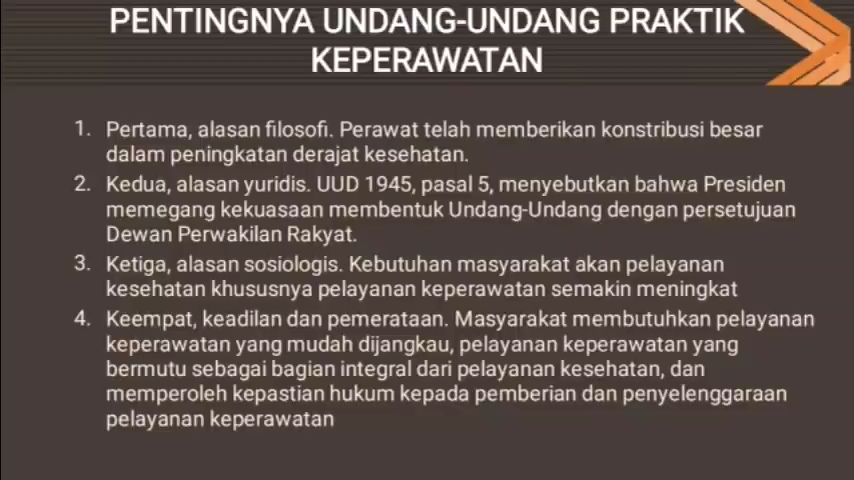 PENTINGNYA UNDANG-UNDANG PRAKTIK
KEPERAWATAN
1. Pertama, alasan filosofi. Perawat telah memberikan konstribusi besar
dalam peningkatan derajat kesehatan.
2. Kedua, alasan yuridis. UUD 1945, pasal 5, menyebutkan bahwa Presiden
memegang kekuasaan membentuk Undang-Undang dengan persetujuan
Dewan Perwakilan Rakyat.
3. Ketiga, alasan sosiologis. Kebutuhan masyarakat akan pelayanan
kesehatan khususnya pelayanan keperawatan semakin meningkat
4. Keempat, keadilan dan pemerataan. Masyarakat membutuhkan pelayanan
keperawatan yang mudah dijangkau, pelayanan keperawatan yang
bermutu sebagai bagian integral dari pelayanan kesehatan, dan
memperoleh kepastian hukum kepada pemberian dan penyelenggaraan
pelayanan keperawatan